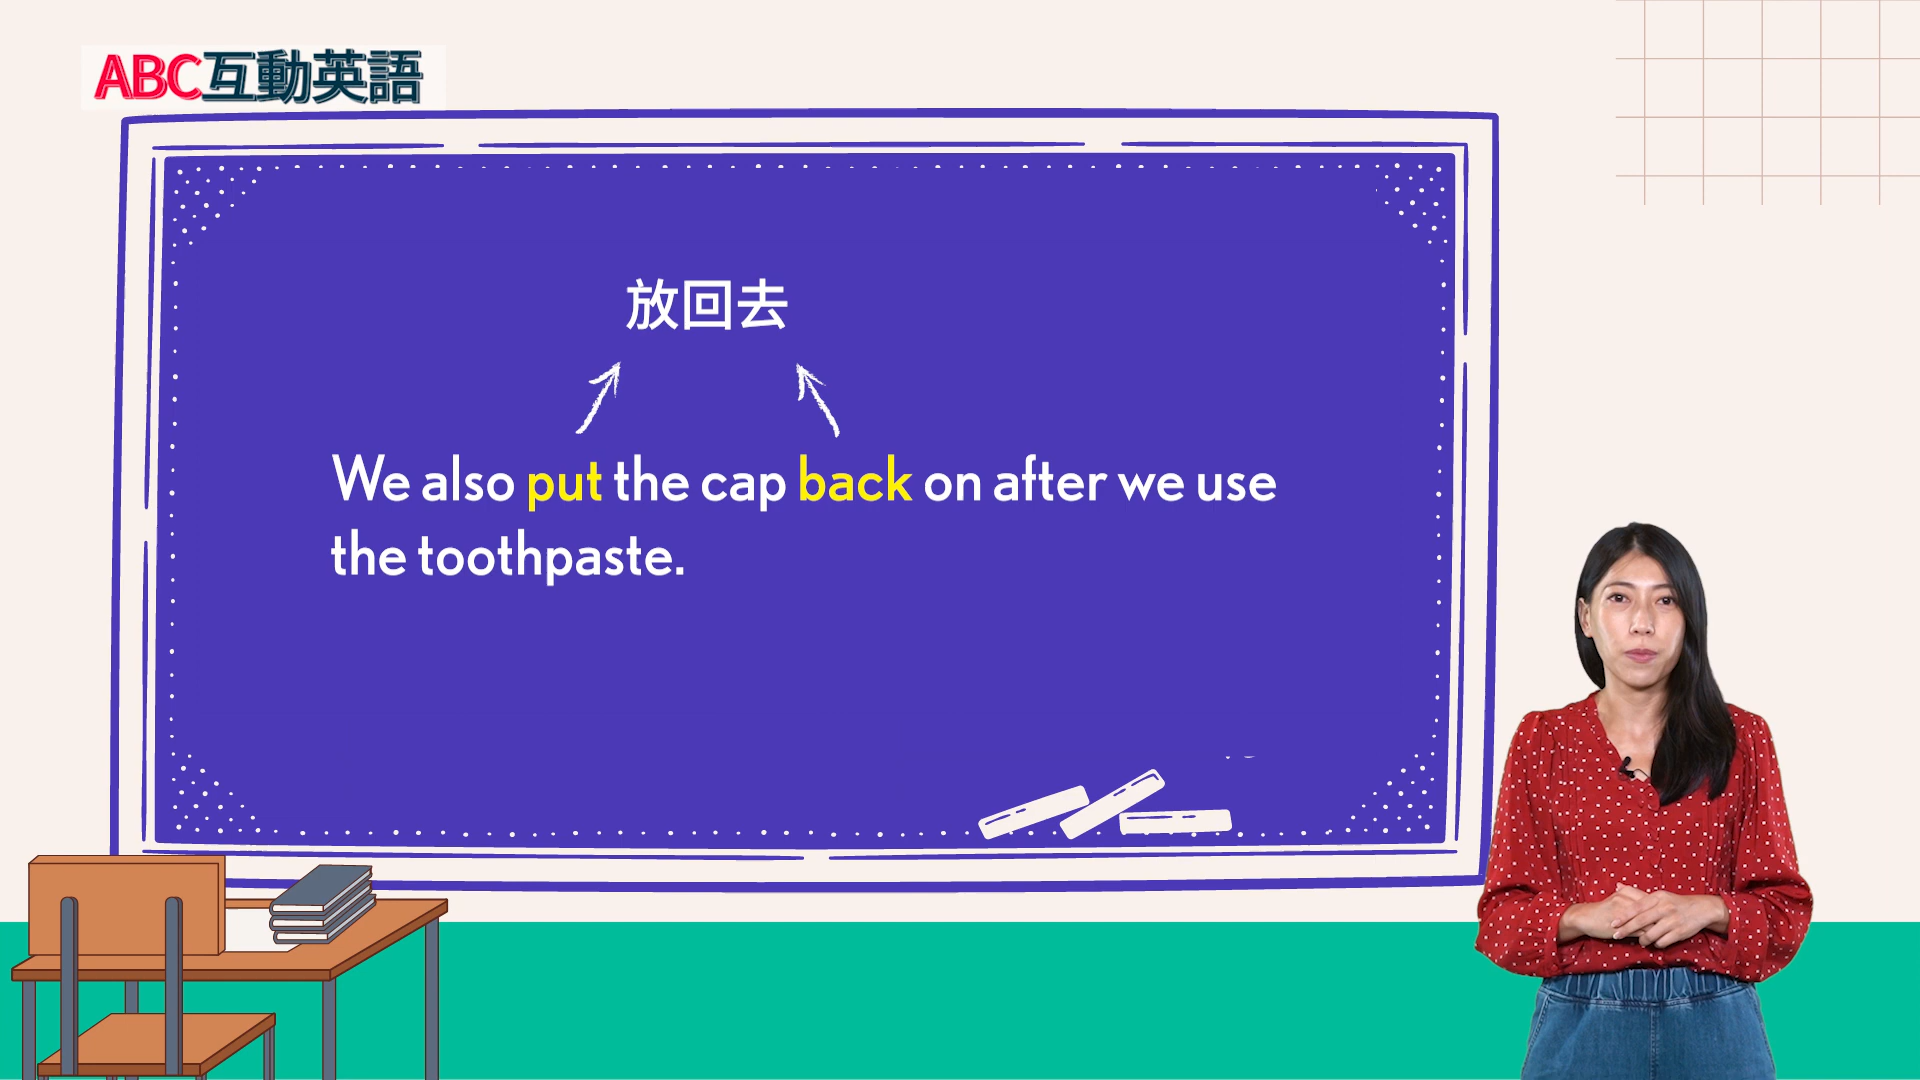 ABC互動英語
放回去
We also put the cap back on after we use
the toothpaste.